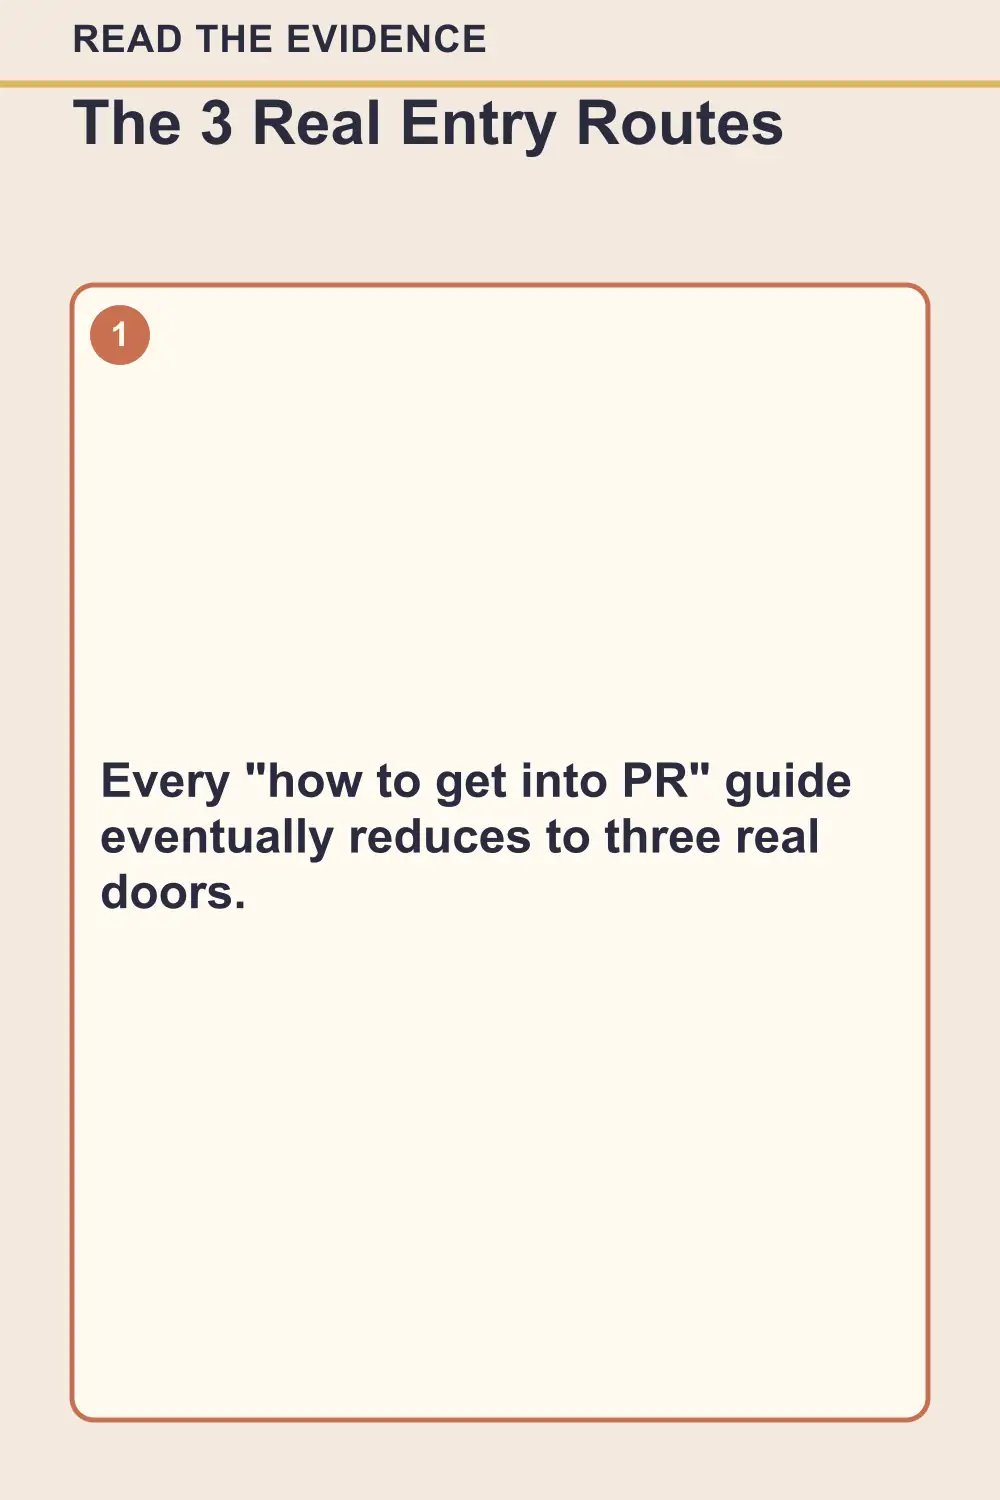 READ THE EVIDENCE
The 3 Real Entry Routes
1
Every "how to get into PR" guide
eventually reduces to three real
doors.